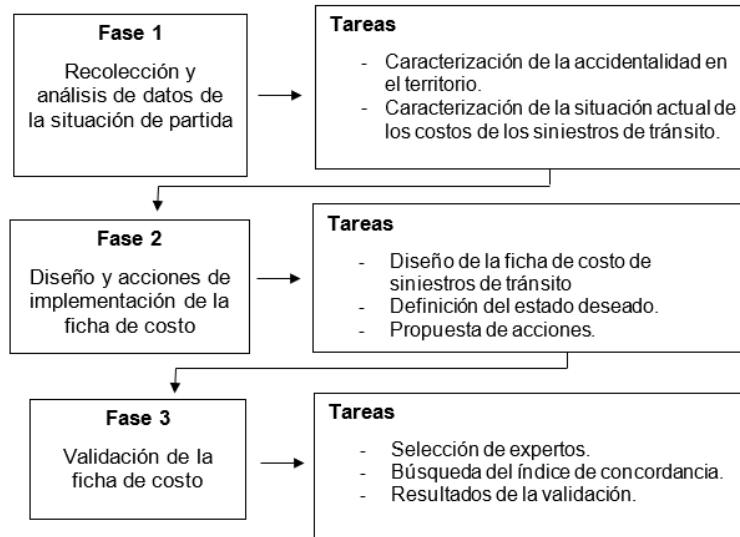 Fase 1
Recolección y
análisis de datos de
la situación de partida
Tareas
- Caracterización de la accidentalidad en
el territorio.
- Caracterización de la situación actual de
los costos de los siniestros de tránsito.
Fase 2
Diseño y acciones de
implementación de la
ficha de costo
Tareas
- Diseño de la ficha de costo de
siniestros de tránsito
- Definición del estado deseado.
- Propuesta de acciones.
Fase 3
Validación de la
ficha de costo
Tareas
- Selección de expertos.
- Búsqueda del índice de concordancia.
- Resultados de la validación.